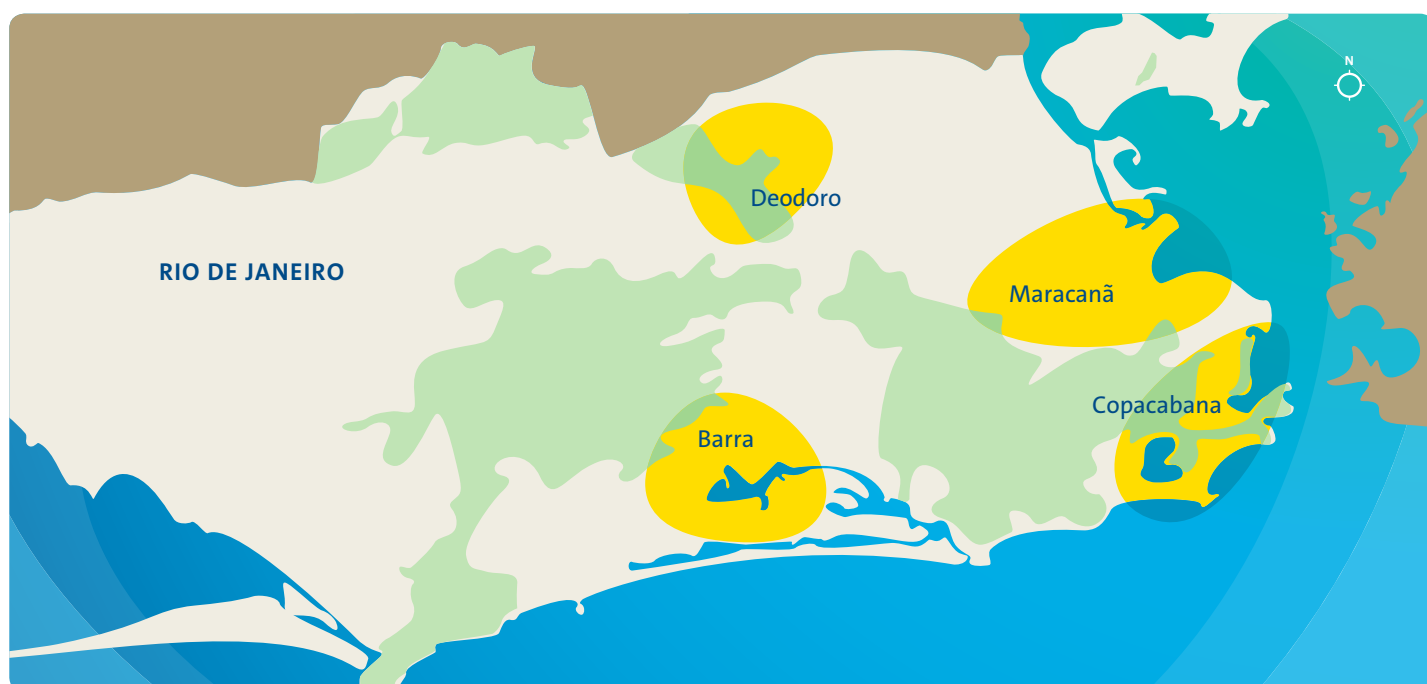 N
Deodoro
RIO DE JANEIRO
Maracanã
Copacabana
Barra